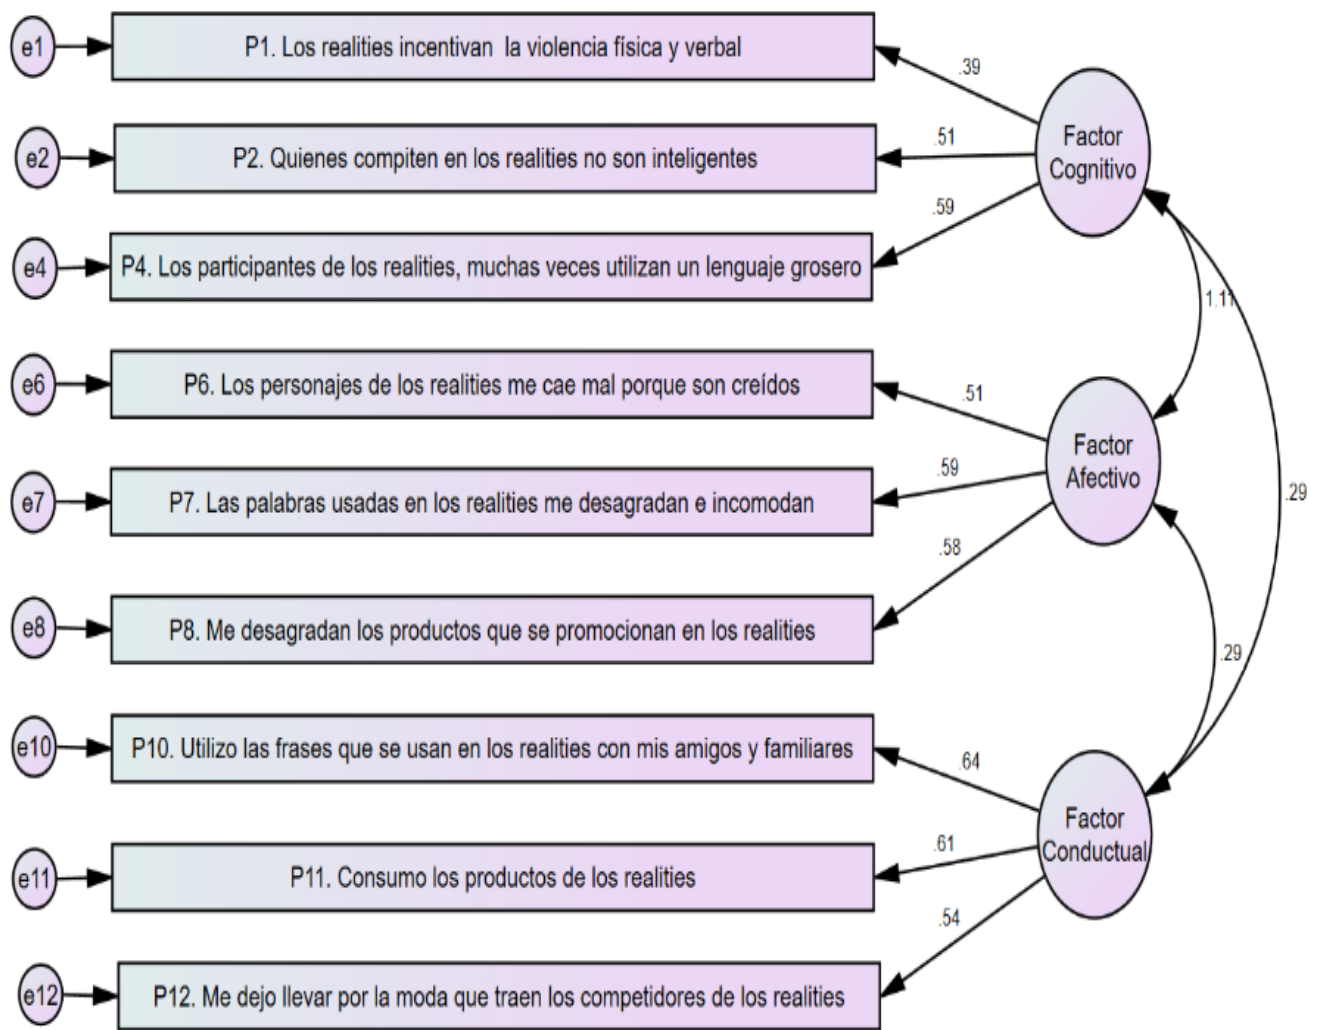 e1
P1. Los realities incentivan la violencia física y verbal
.39
Factor
Cognitivo
e2
P2. Quienes compiten en los realities no son inteligentes
.51
e4
P4. Los participantes de los realities, muchas veces utilizan un lenguaje grosero
.59
1.11
e6
P6. Los personajes de los realities me cae mal porque son creídos
.51
Factor
Afectivo
e7
P7. Las palabras usadas en los realities me desagradan e incomodan
.59
.29
e8
P8. Me desagradan los productos que se promocionan en los realities
.58
.29
e10
P10. Utilizo las frases que se usan en los realities con mis amigos y familiares
.64
Factor
Conductual
e11
P11. Consumo los productos de los realities
.61
e12
P12. Me dejo llevar por la moda que traen los competidores de los realities
.54